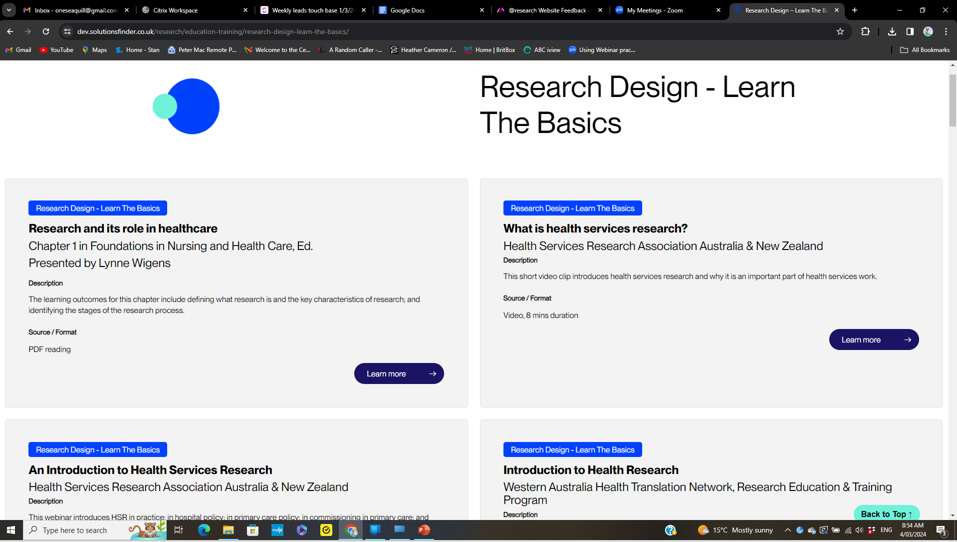 Inbox - oneseaquill@gmail.com
Citrix Workspace
Weekly leads touch base 1/3/2
Google Docs
@research Website Feedback -
My Meetings - Zoom
Research Design – Learn The B
dev.solutionsfinder.co.uk/research/education-training/research-design-learn-the-basics/
Gmail
YouTube
Maps
Home - Stan
Peter Mac Remote P...
Welcome to the Ce...
A Random Caller -...
Heather Cameron /...
Home | BritBox
ABC iview
Using Webinar prac...
All Bookmarks
Research Design - Learn
The Basics
Research Design - Learn The Basics
Research and its role in healthcare
Chapter 1 in Foundations in Nursing and Health Care, Ed.
Presented by Lynne Wigens
Description
The learning outcomes for this chapter include defining what research is and the key characteristics of research; and
identifying the stages of the research process.
Source / Format
PDF reading
Learn more →
Research Design - Learn The Basics
What is health services research?
Health Services Research Association Australia & New Zealand
Description
This short video clip introduces health services research and why it is an important part of health services work.
Source / Format
Video, 8 mins duration
Learn more →
Research Design - Learn The Basics
An Introduction to Health Services Research
Health Services Research Association Australia & New Zealand
Description
This webinar introduces HSR in practice: in hospital policy; in primary care policy; in commissioning in primary care; and
Research Design - Learn The Basics
Introduction to Health Research
Western Australia Health Translation Network, Research Education & Training
Program
Description
Back to Top ↑
Type here to search
15°C Mostly sunny
ENG
8:54 AM
4/03/2024
3